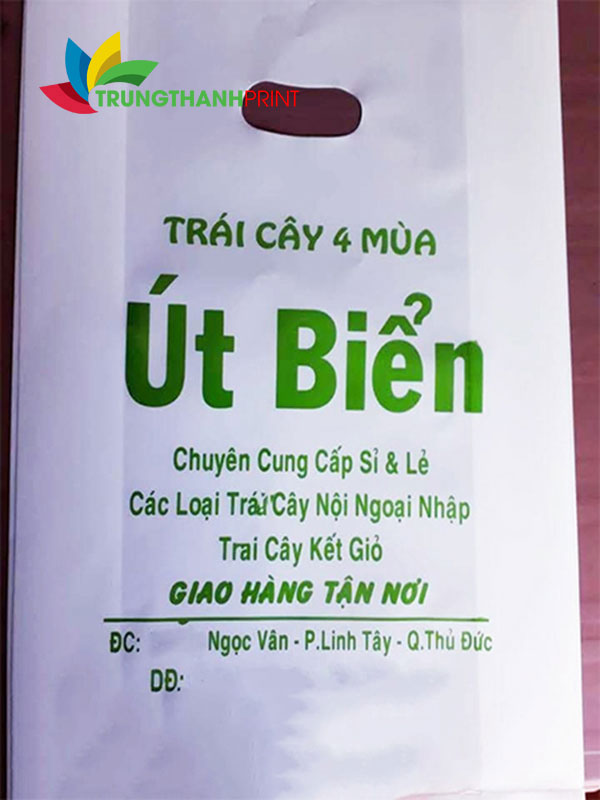 TRUNGTHANHPRINT
TRÁI CÂY 4 MÙA
Út Biển
Chuyên Cung Cấp Sỉ & Lẻ
Các Loại Trái Cây Nội Ngoại Nhập
Trai Cây Kết Giỏ
GIAO HÀNG TẬN NƠI
ĐC: Ngọc Vân - P.Linh Tây - Q.Thủ Đức
DĐ: